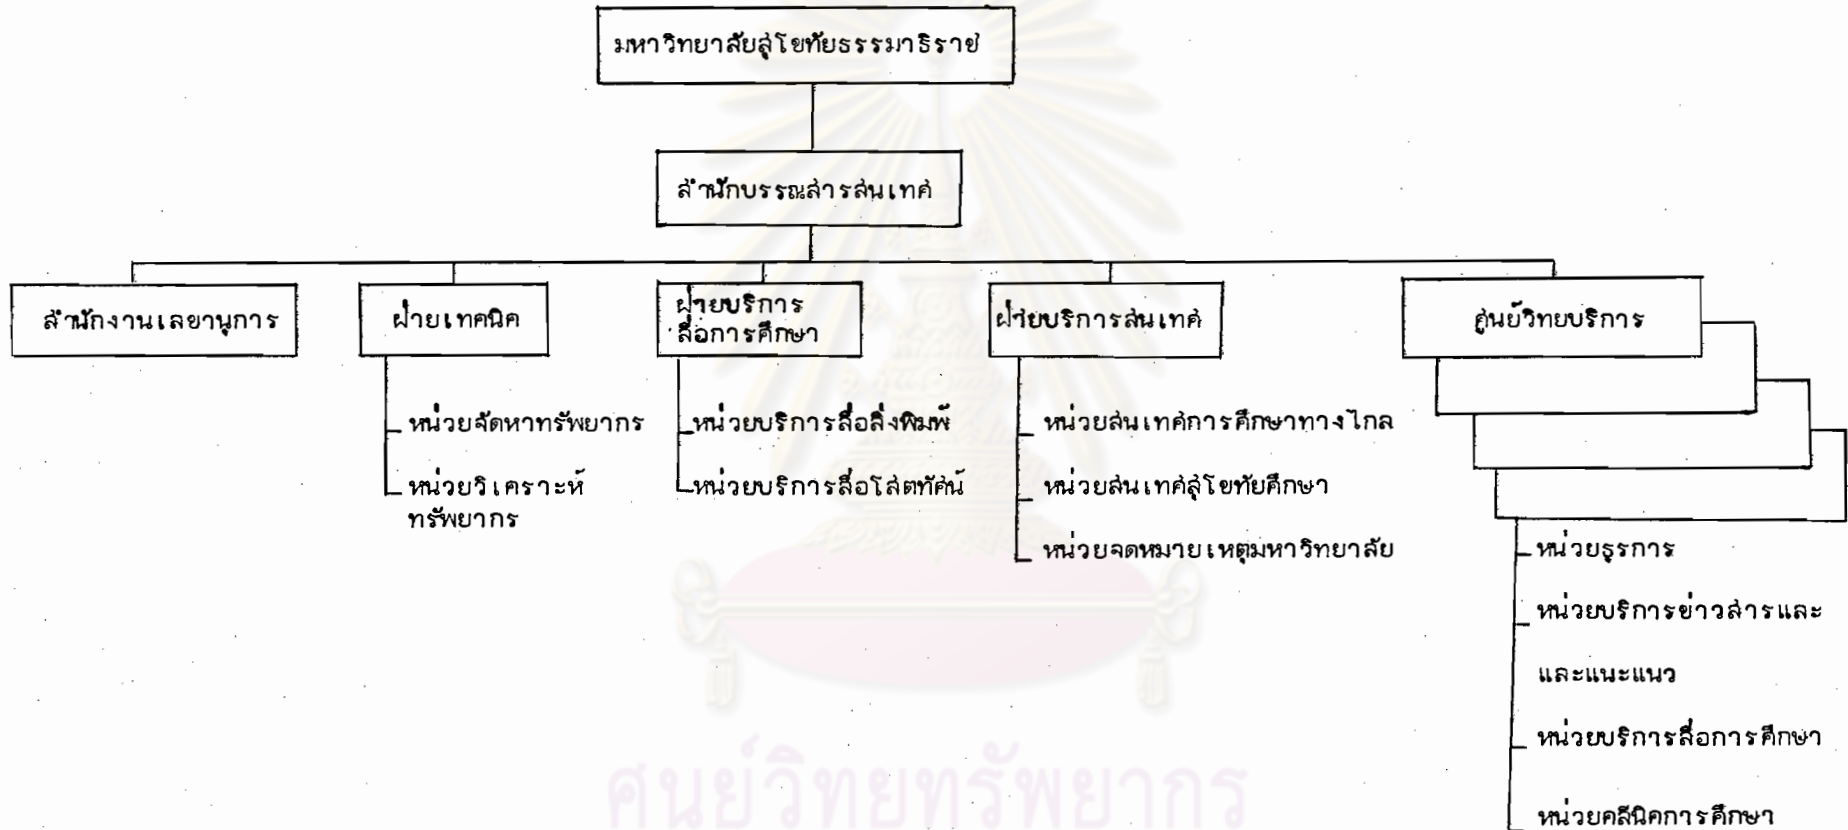 มหาวิทยาลัยสุโขทัยธรรมาธิราช
สำนักบรรณสารสนเทศ
สำนักงานเลขานุการ
ฝ่ายเทคนิค
หน่วยจัดหาทรัพยากร
หน่วยวิเคราะห์
ทรัพยากร
ฝ่ายบริการ
สื่อการศึกษา
หน่วยบริการสื่อสิ่งพิมพ์
หน่วยบริการสื่อโสตทัศน์
ฝ่ายบริการสนเทศ
หน่วยสนเทศการศึกษาทางไกล
หน่วยสนเทศสุโขทัยศึกษา
หน่วยจดหมายเหตุมหาวิทยาลัย
ศูนย์วิทยบริการ
หน่วยธุรการ
หน่วยบริการข่าวสารและ
และแนะแนว
หน่วยบริการสื่อการศึกษา
หน่วยคลีนิคการศึกษา
ศูนย์วิทยทรัพยากร